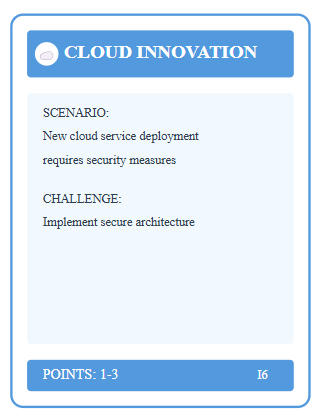 CLOUD INNOVATION
SCENARIO:
New cloud service deployment
requires security measures
CHALLENGE:
Implement secure architecture
POINTS: 1-3
I6